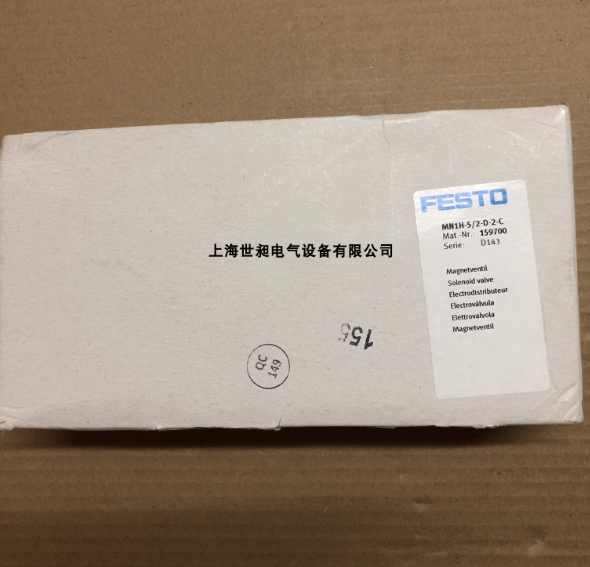 FESTO
MN1H-5/2-D-2-C
Mat.-Nr.: 159700
Serie: D143
上海世昶电气设备有限公司
Magnetventil
Solenoid valve
Electrodistributeur
Electroválvula
Elettrovalvola
Magnetventil
155
QC
149